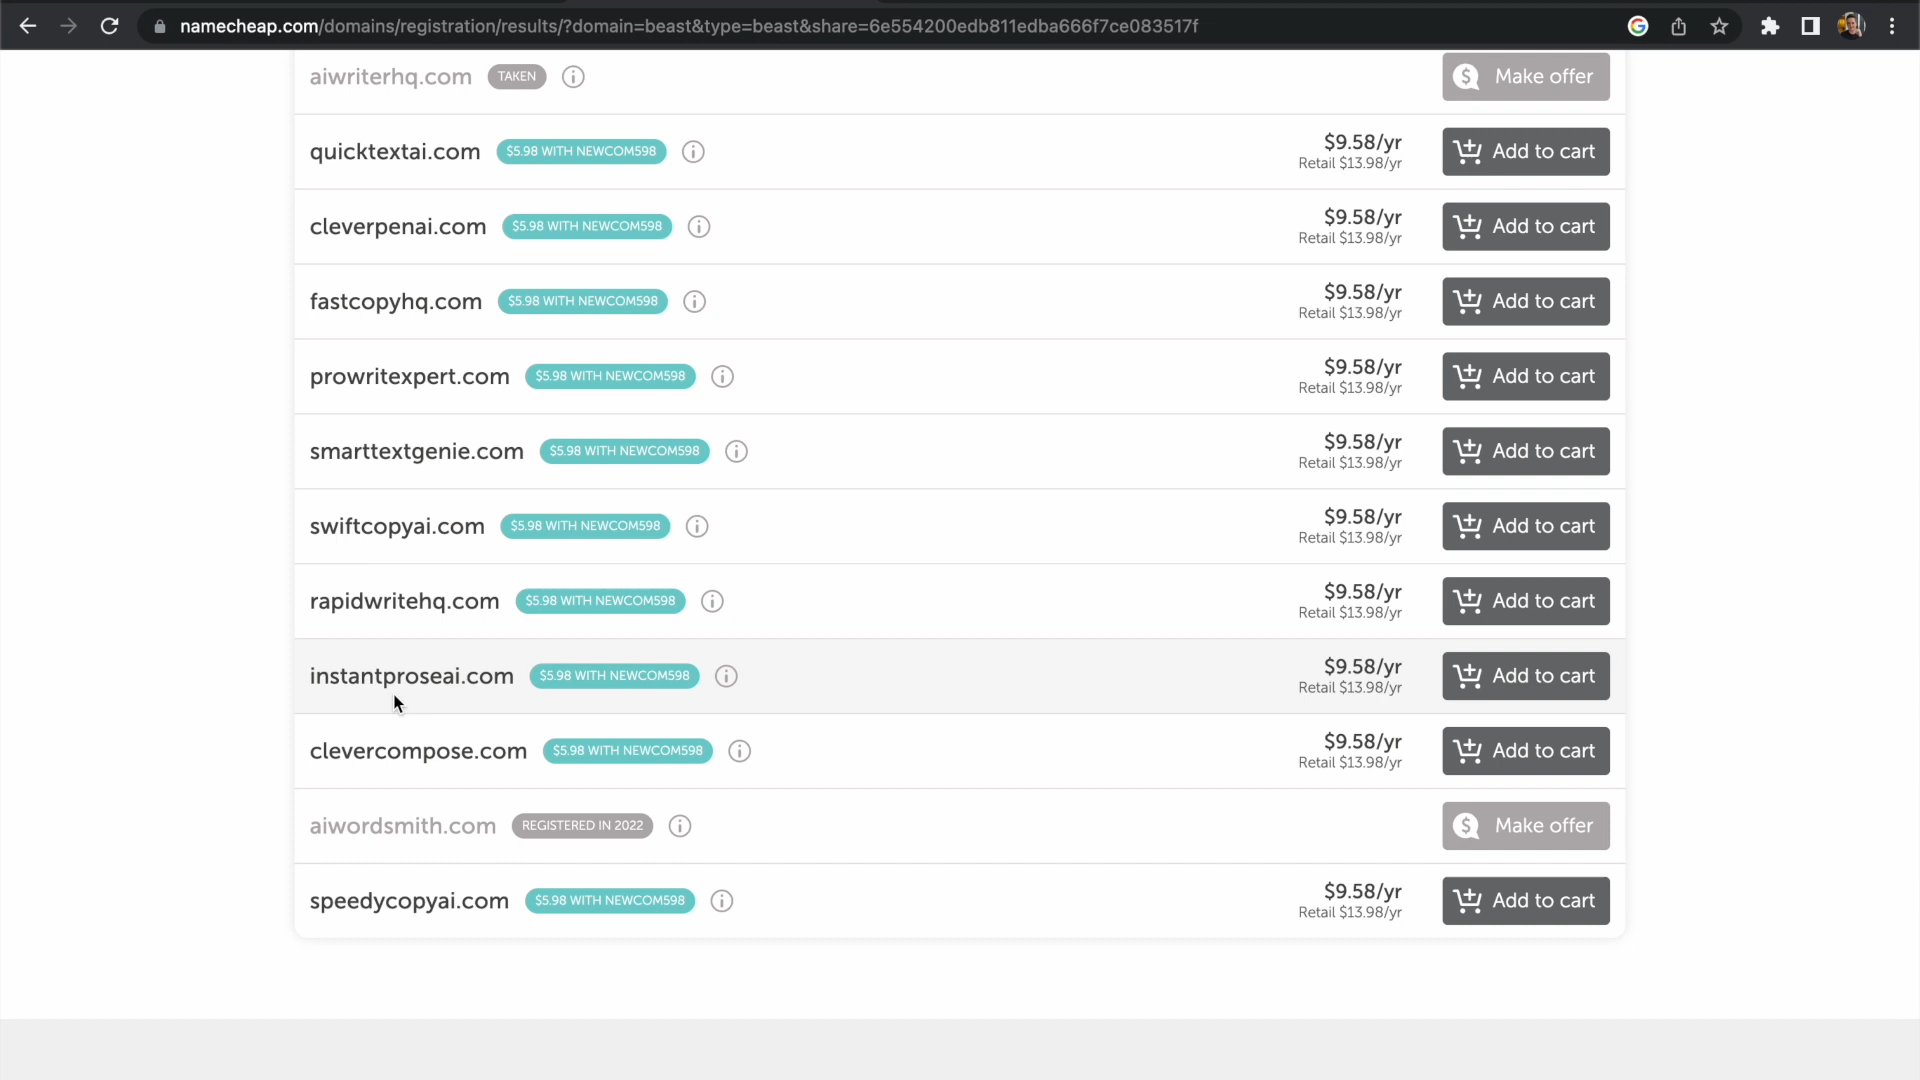 namecheap.com/domains/registration/results/?domain=beast&type=beast&share=6e554200edb811edba666f7ce083517f
aiwriterhq.com TAKEN Make offer
quicktextai.com $5.98 WITH NEWCOM598 $9.58/yr Add to cart
Retail $13.98/yr
cleverpenai.com $5.98 WITH NEWCOM598 $9.58/yr Add to cart
Retail $13.98/yr
fastcopyhq.com $5.98 WITH NEWCOM598 $9.58/yr Add to cart
Retail $13.98/yr
prowritexpert.com $5.98 WITH NEWCOM598 $9.58/yr Add to cart
Retail $13.98/yr
smarttextgenie.com $5.98 WITH NEWCOM598 $9.58/yr Add to cart
Retail $13.98/yr
swiftcopyai.com $5.98 WITH NEWCOM598 $9.58/yr Add to cart
Retail $13.98/yr
rapidwritehq.com $5.98 WITH NEWCOM598 $9.58/yr Add to cart
Retail $13.98/yr
instantproseai.com $5.98 WITH NEWCOM598 $9.58/yr Add to cart
Retail $13.98/yr
clevercompose.com $5.98 WITH NEWCOM598 $9.58/yr Add to cart
Retail $13.98/yr
aiwordsmith.com REGISTERED IN 2022 Make offer
speedycopyai.com $5.98 WITH NEWCOM598 $9.58/yr Add to cart
Retail $13.98/yr